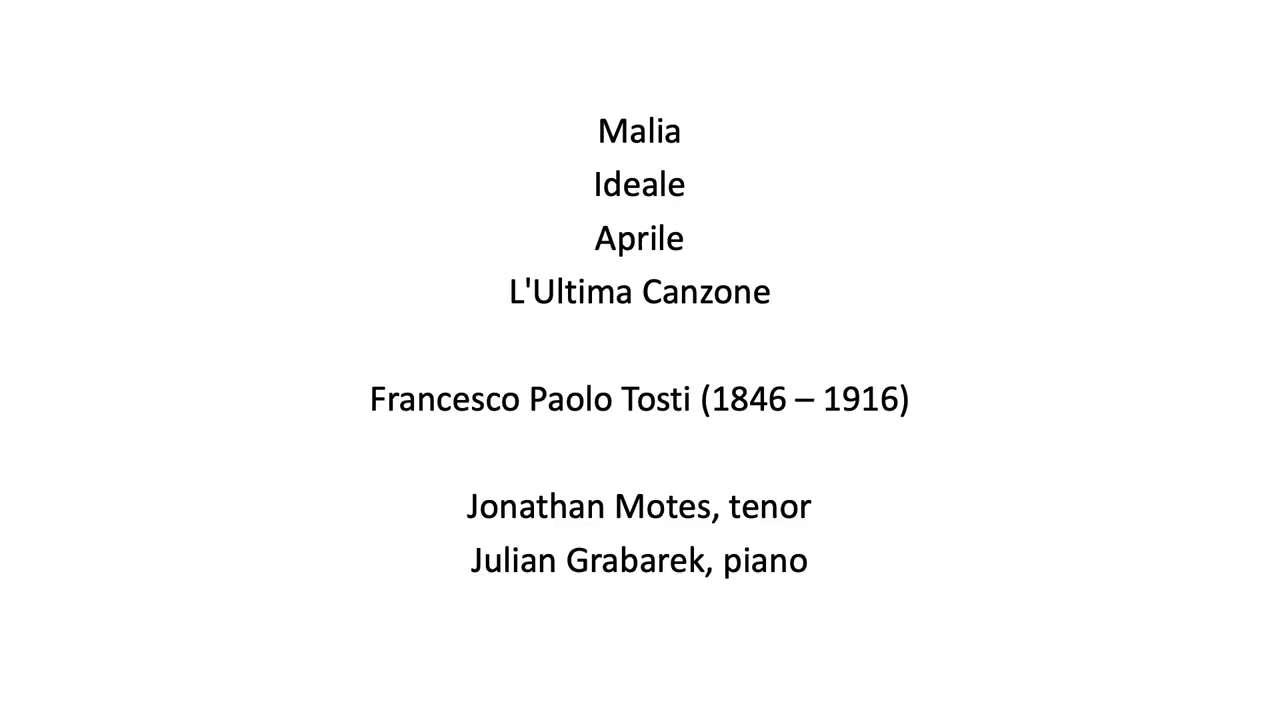 Malia
Ideale
Aprile
L'Ultima Canzone
Francesco Paolo Tosti (1846 – 1916)
Jonathan Motes, tenor
Julian Grabarek, piano